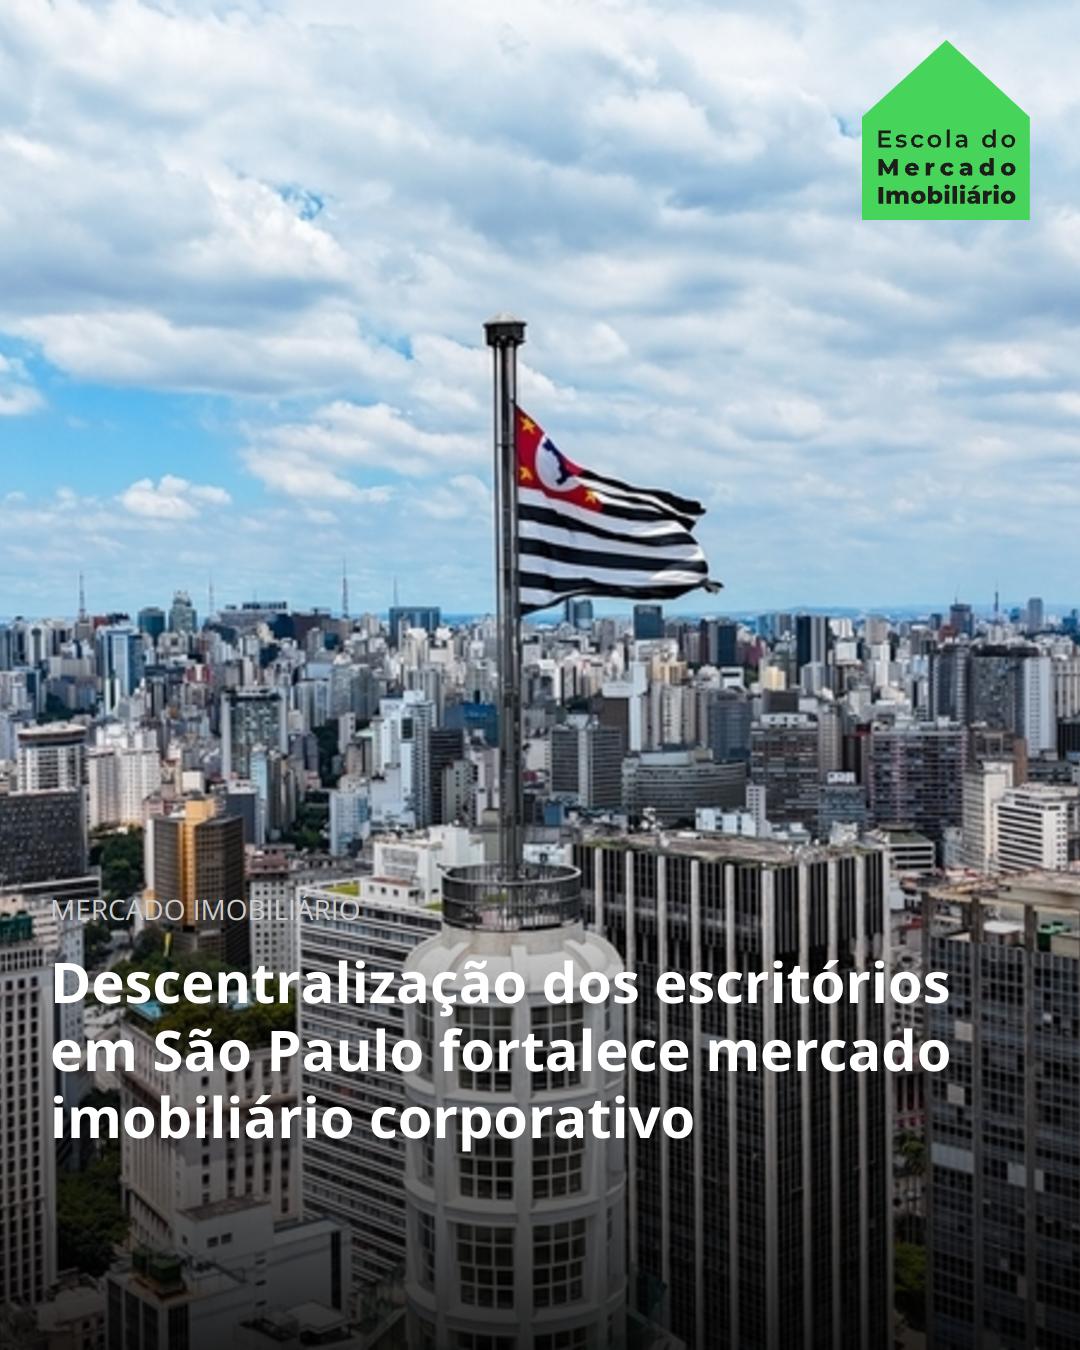 Escola do
Mercado
Imobiliário
MERCADO IMOBILIÁRIO
Descentralização dos escritórios
em São Paulo fortalece mercado
imobiliário corporativo